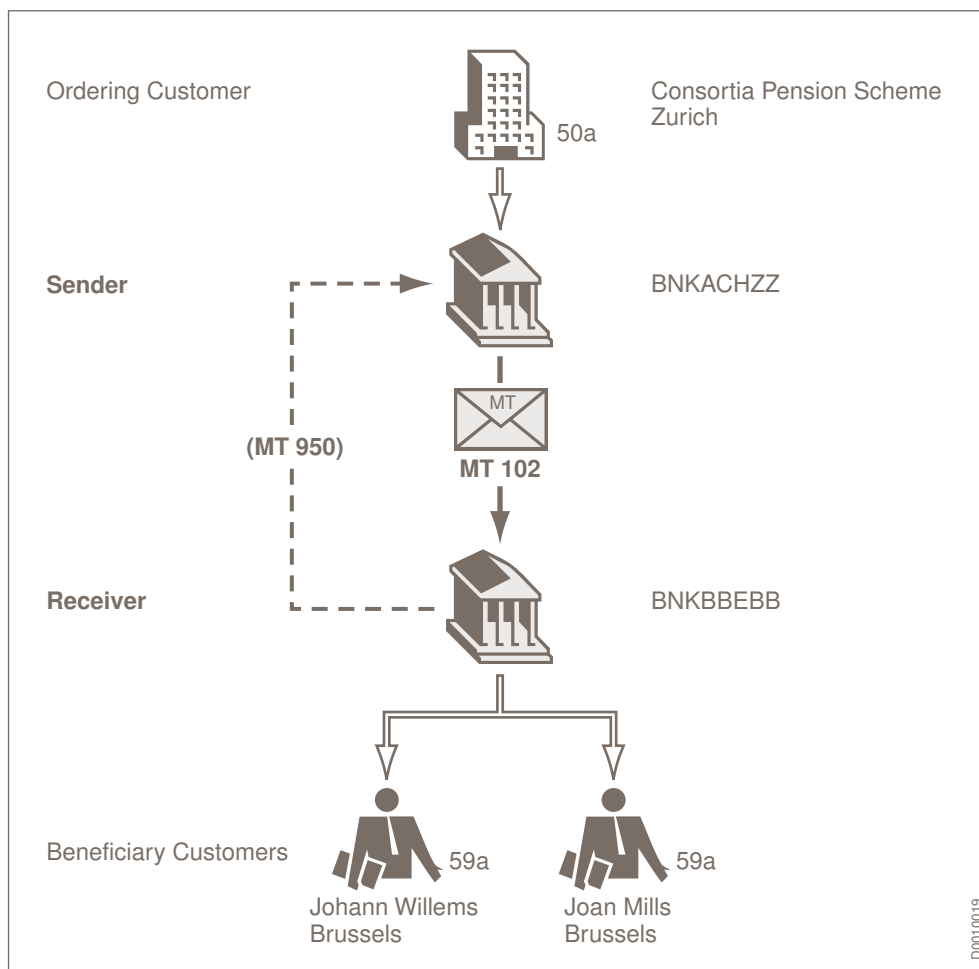 Ordering Customer
50a
Consortia Pension Scheme
Zurich
Sender
BNKACHZZ
MT
(MT 950)
MT 102
Receiver
BNKBBEBB
Beneficiary Customers
59a
59a
Johann Willems
Brussels
Joan Mills
Brussels
D0010019